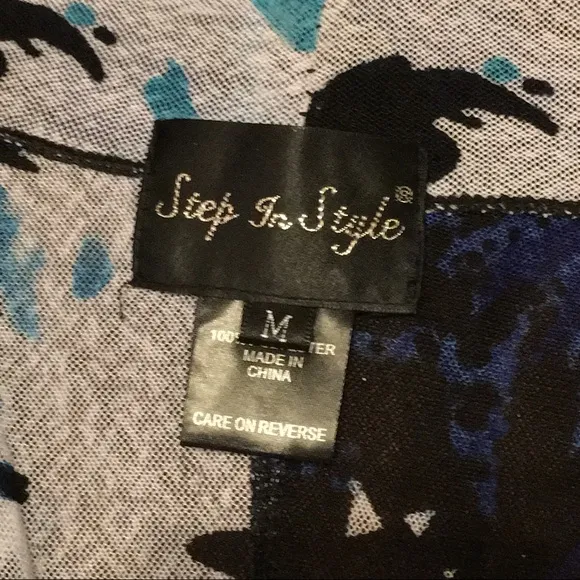 Step In Style®
M
100% TER
MADE IN
CHINA
CARE ON REVERSE